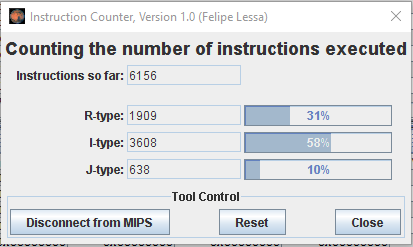 Instruction Counter, Version 1.0 (Felipe Lessa)
Counting the number of instructions executed
Instructions so far: 6156
R-type: 1909 31%
I-type: 3608 58%
J-type: 638 10%
Tool Control
Disconnect from MIPS Reset Close